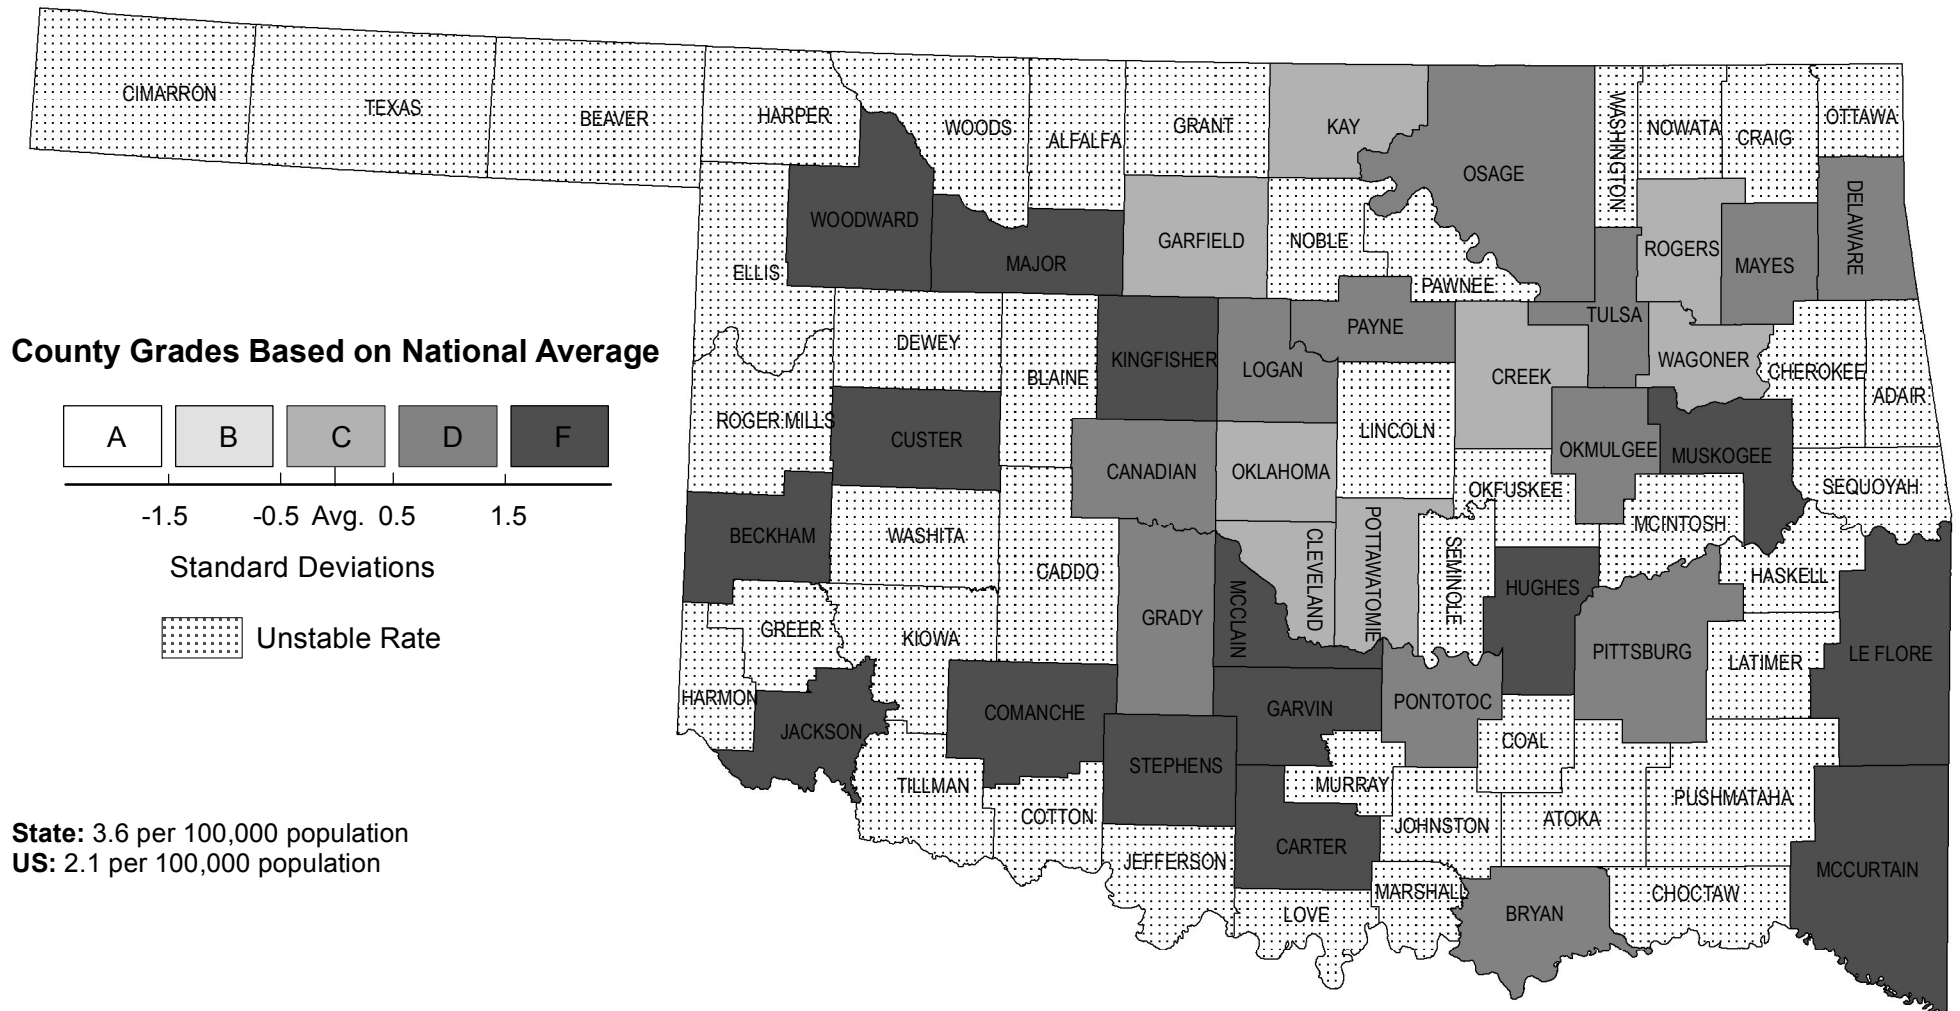 CIMARRON
TEXAS
BEAVER
HARPER
WOODS
ALFALFA
GRANT
KAY
OSAGE
WASHINGTON
NOWATA
CRAIG
OTTAWA
DELAWARE
WOODWARD
MAJOR
GARFIELD
NOBLE
PAWNEE
ROGERS
MAYES
ELLIS
DEWEY
BLAINE
KINGFISHER
LOGAN
PAYNE
TULSA
CREEK
WAGONER
CHEROKEE
ADAIR
County Grades Based on National Average
A B C D F
-1.5 -0.5 Avg. 0.5 1.5
Standard Deviations
Unstable Rate
ROGER MILLS
CUSTER
CANADIAN
OKLAHOMA
LINCOLN
OKMULGEE
MUSKOGEE
SEQUOYAH
OKFUSKEE
MCINTOSH
BECKHAM
WASHITA
CADDO
GRADY
MCCLAIN
CLEVELAND
POTTAWATOMIE
SEMINOLE
HUGHES
HASKELL
PITTSBURG
LATIMER
LE FLORE
GREER
KIOWA
HARMON
JACKSON
COMANCHE
STEPHENS
GARVIN
PONTOTOC
COAL
TILLMAN
COTTON
MURRAY
JOHNSTON
ATOKA
PUSHMATAHA
CARTER
JEFFERSON
LOVE
MARSHALL
BRYAN
CHOCTAW
MCCURTAIN
State: 3.6 per 100,000 population
US: 2.1 per 100,000 population